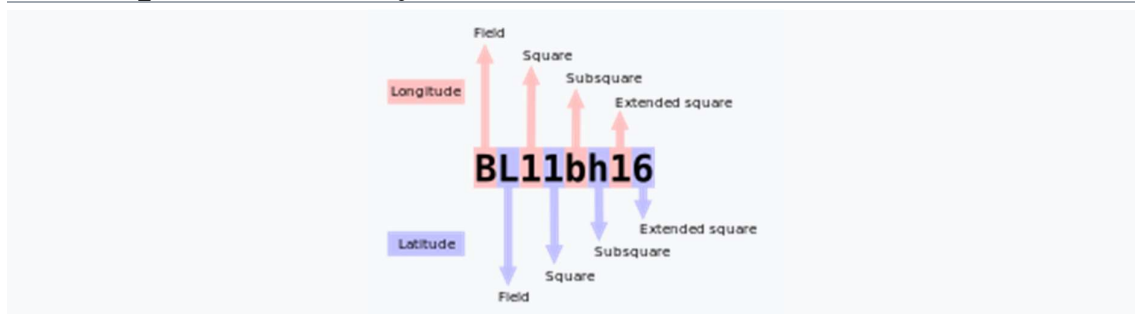 Field
Square
Subsquare
Longitude
Extended square
BL11bh16
Extended square
Latitude
Subsquare
Square
Field